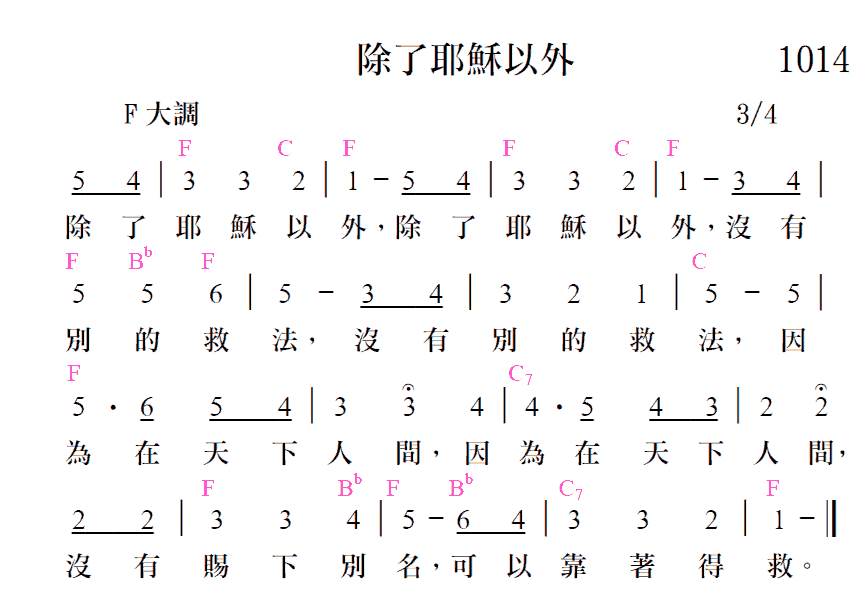 除了耶穌以外 1014
F 大調 3/4
F C F F C F
5 4 | 3 3 2 | 1 - 5 4 | 3 3 2 | 1 - 3 4 |
除了耶穌以外，除了耶穌以外，沒有
F Bb F C
5 5 6 | 5 - 3 4 | 3 2 1 | 5 - 5 |
別的救法，沒有別的救法，因
F C7
5 · 6 5 4 | 3 3 4 | 4 · 5 4 3 | 2 2
為在天下人間，因為在天下人間，
F Bb F Bb C7 F
2 2 | 3 3 4 | 5 - 6 4 | 3 3 2 | 1 - ||
沒有賜下別名，可以靠著得救。